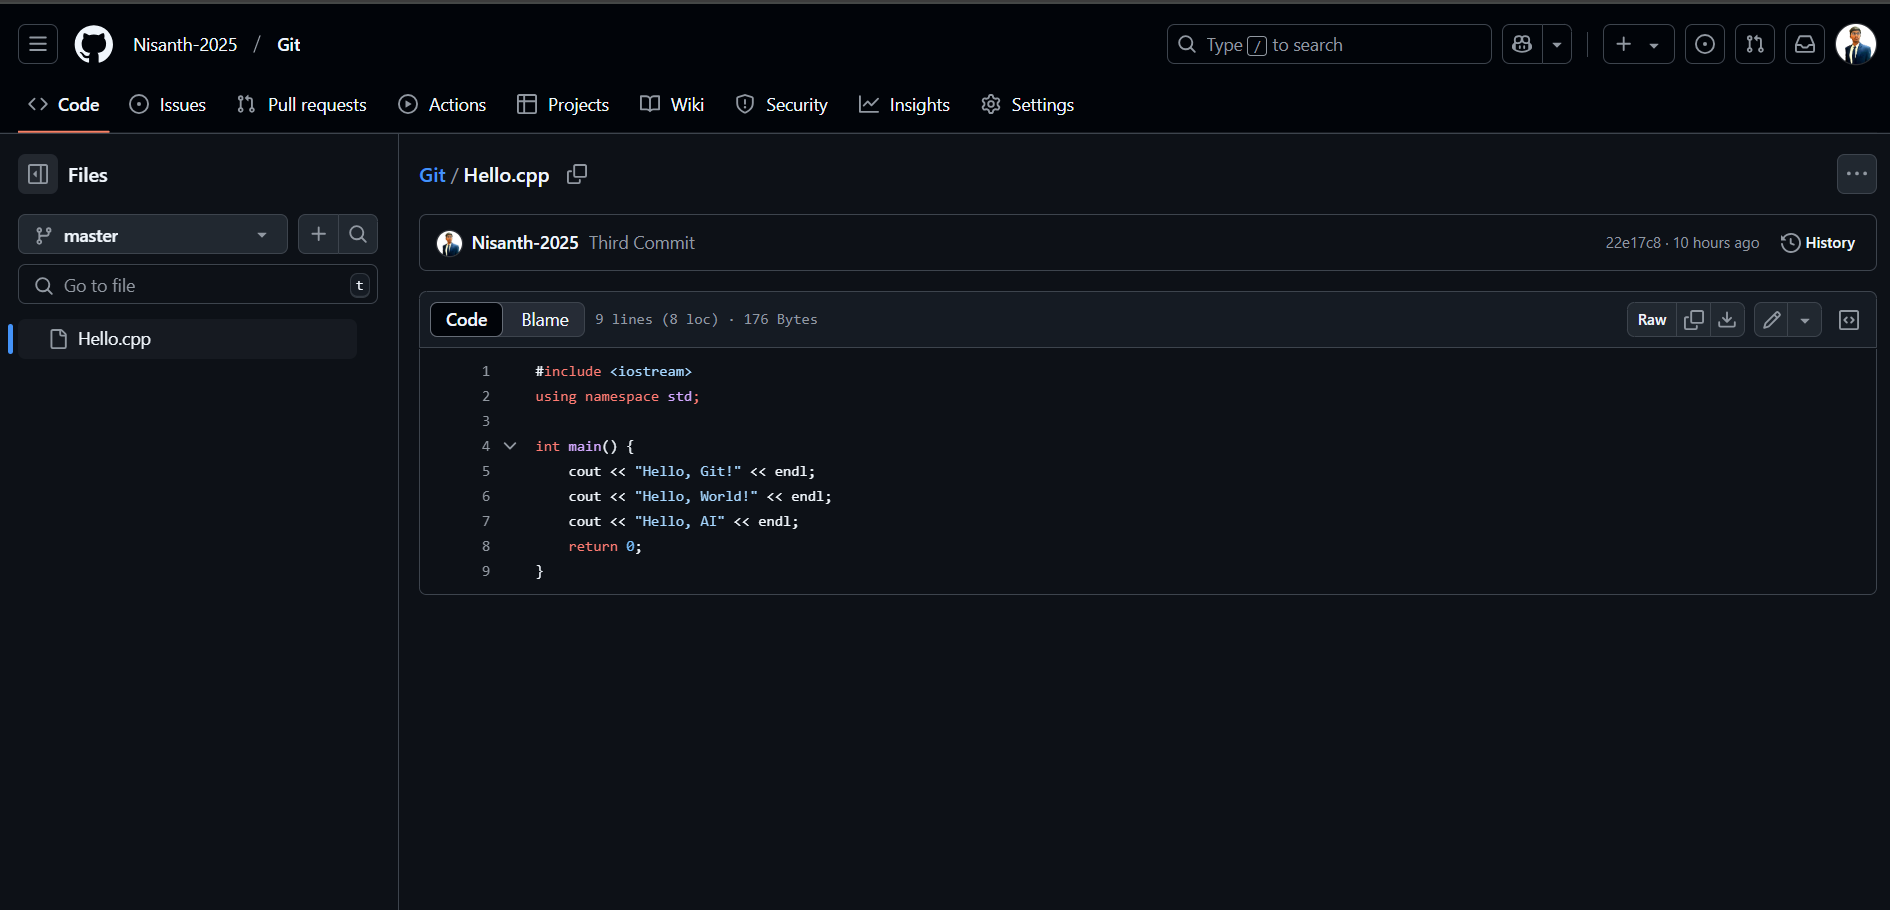 Nisanth-2025 / Git
Type / to search
Code Issues Pull requests Actions Projects Wiki Security Insights Settings
Files
master
Go to file t
Hello.cpp
Git / Hello.cpp
Nisanth-2025 Third Commit 22e17c8 · 10 hours ago History
Code Blame 9 lines (8 loc) · 176 Bytes Raw
1 #include <iostream>
2 using namespace std;
3
4 int main() {
5     cout << "Hello, Git!" << endl;
6     cout << "Hello, World!" << endl;
7     cout << "Hello, AI" << endl;
8     return 0;
9 }